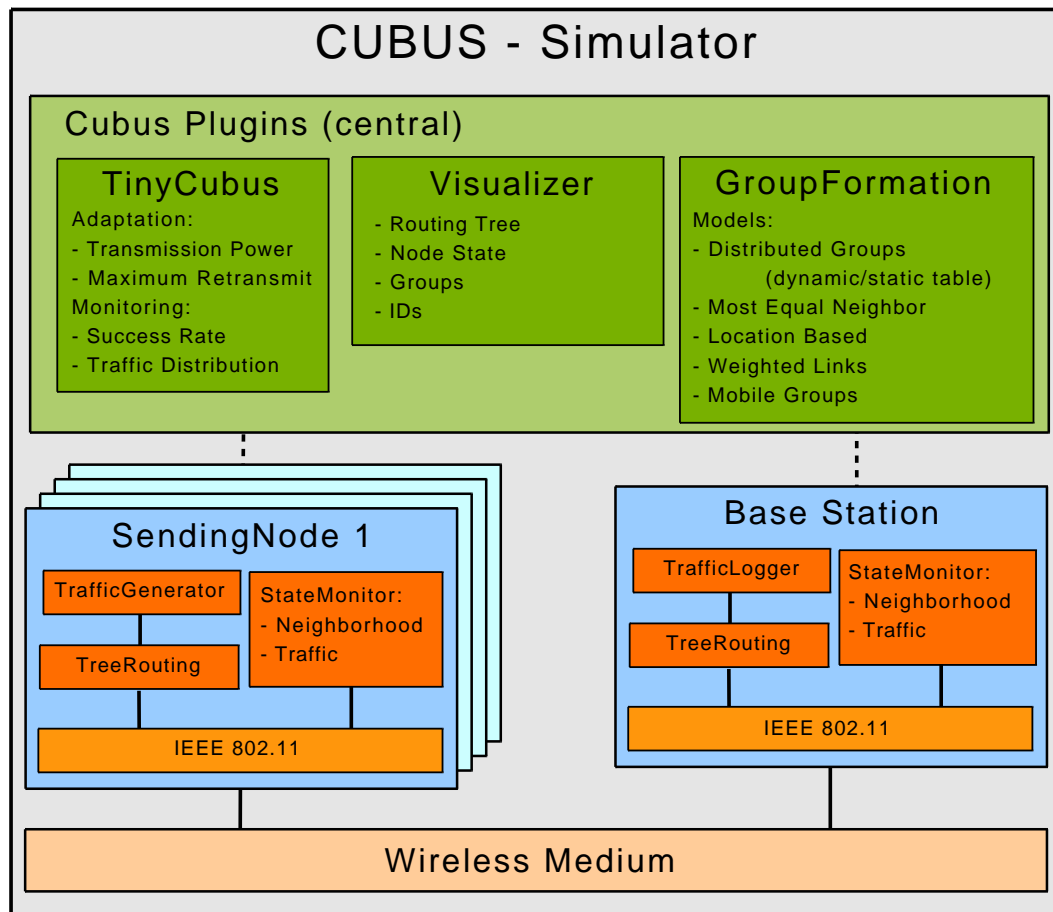 CUBUS - Simulator
Cubus Plugins (central)
TinyCubus
Adaptation:
- Transmission Power
- Maximum Retransmit
Monitoring:
- Success Rate
- Traffic Distribution
Visualizer
- Routing Tree
- Node State
- Groups
- IDs
GroupFormation
Models:
- Distributed Groups
(dynamic/static table)
- Most Equal Neighbor
- Location Based
- Weighted Links
- Mobile Groups
SendingNode 1
TrafficGenerator
TreeRouting
StateMonitor:
- Neighborhood
- Traffic
IEEE 802.11
Base Station
TrafficLogger
TreeRouting
StateMonitor:
- Neighborhood
- Traffic
IEEE 802.11
Wireless Medium